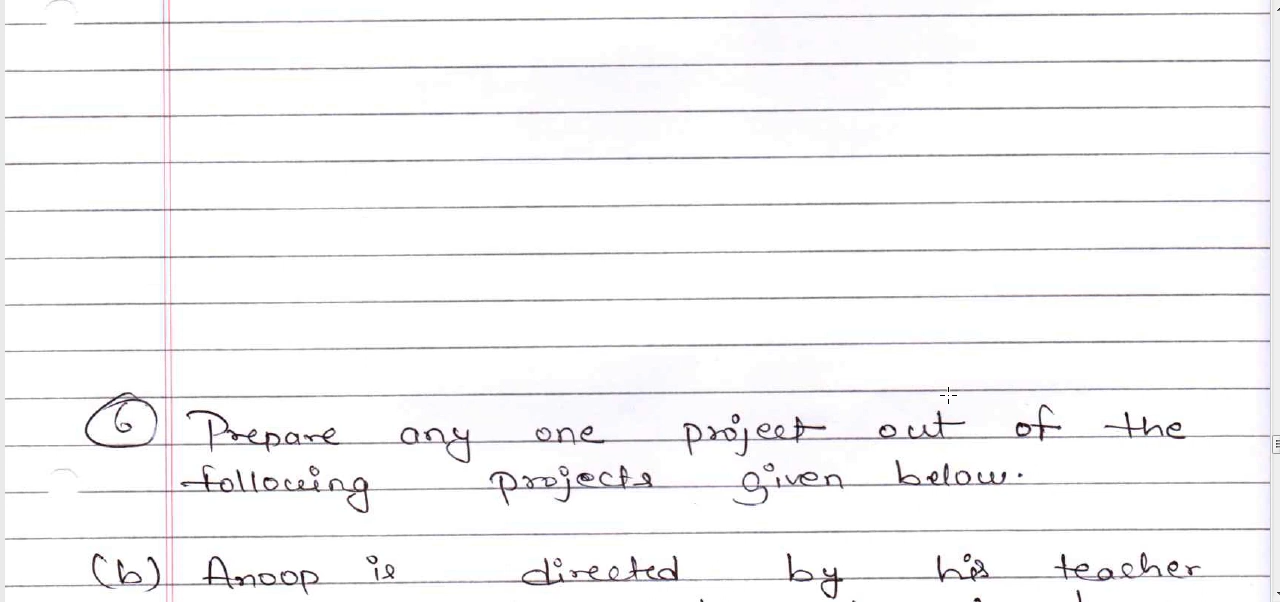 6 Prepare any one project out of the
following projects given below.
(b) Anoop is directed by his teacher